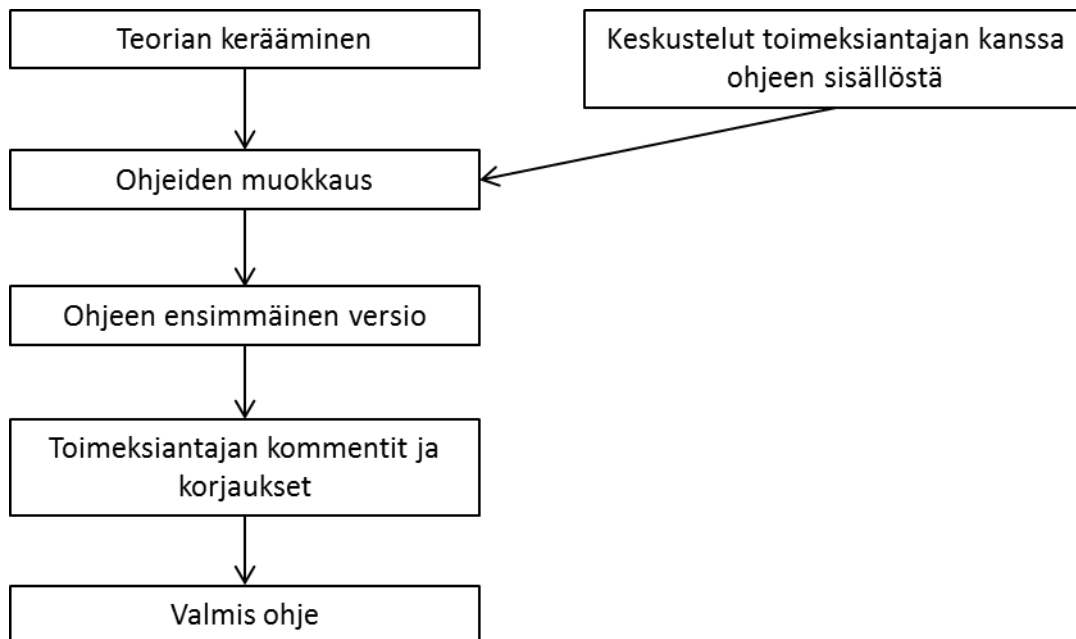 Teorian kerääminen
Keskustelut toimeksiantajan kanssa
ohjeen sisällöstä
Ohjeiden muokkaus
Ohjeen ensimmäinen versio
Toimeksiantajan kommentit ja
korjaukset
Valmis ohje